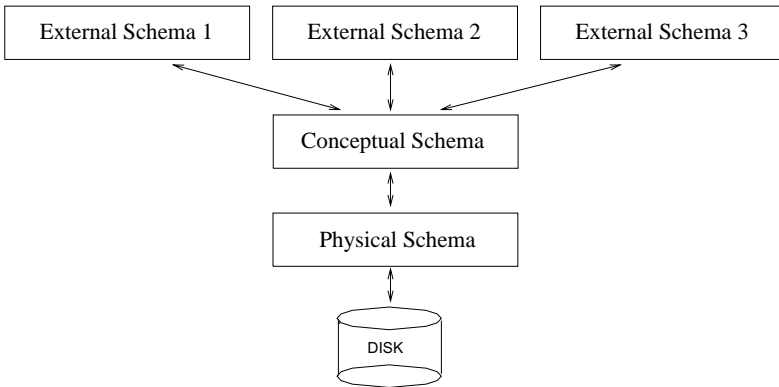 External Schema 1
External Schema 2
External Schema 3
Conceptual Schema
Physical Schema
DISK